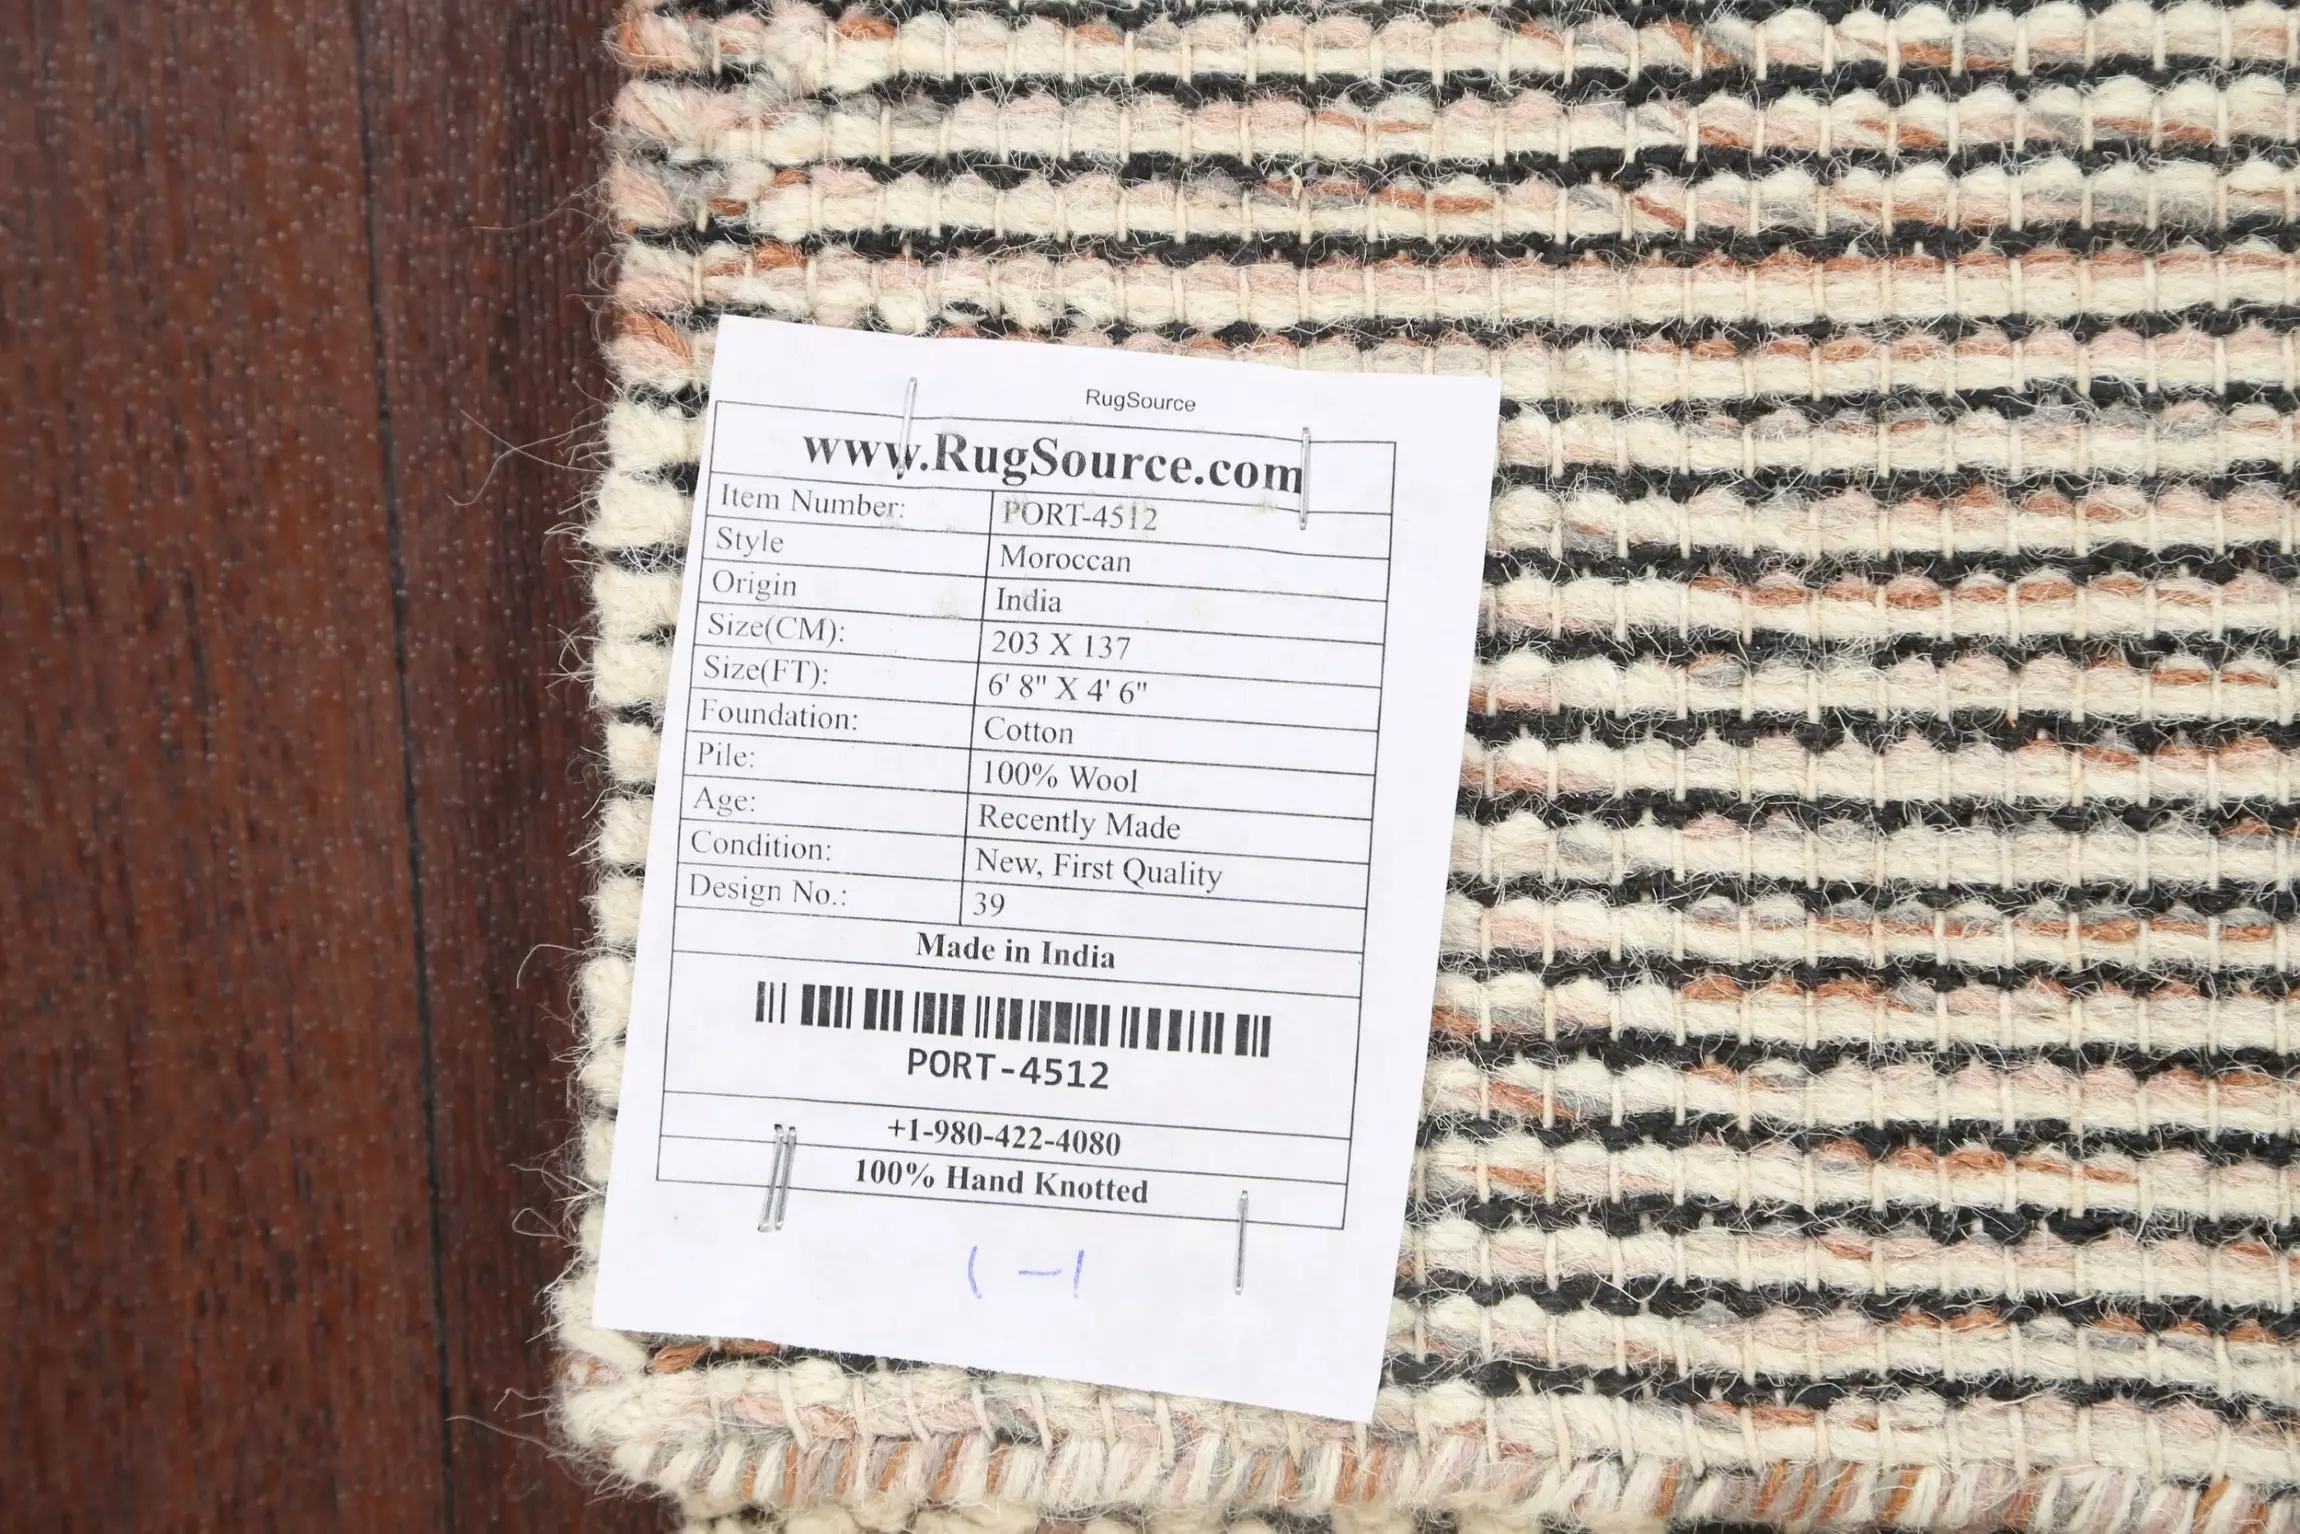 RugSource
www.RugSource.com
Item Number: PORT-4512
Style Moroccan
Origin India
Size(CM): 203 X 137
Size(FT): 6' 8" X 4' 6"
Foundation: Cotton
Pile: 100% Wool
Age: Recently Made
Condition: New, First Quality
Design No.: 39
Made in India
PORT-4512
+1-980-422-4080
100% Hand Knotted
1-1